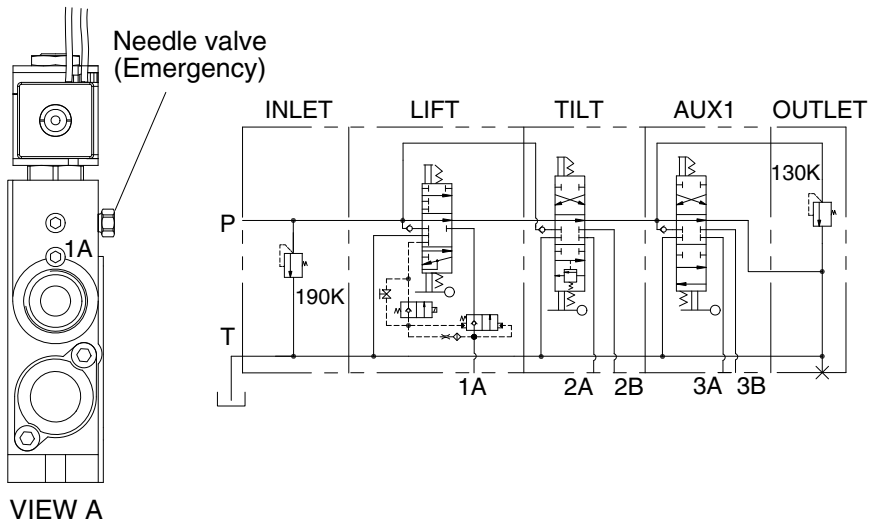 Needle valve
(Emergency)
1A
VIEW A
INLET LIFT TILT AUX1 OUTLET
130K
P
190K
T
1A 2A 2B 3A 3B